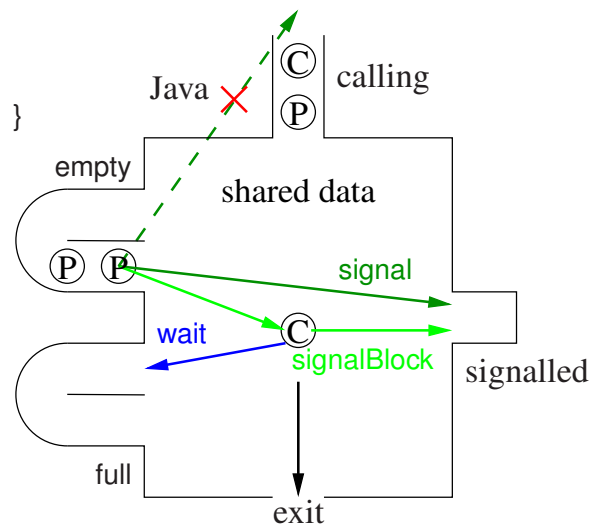 C
calling
Java
P
}
empty
shared data
P P
signal
wait
C
signalBlock
signalled
full
exit